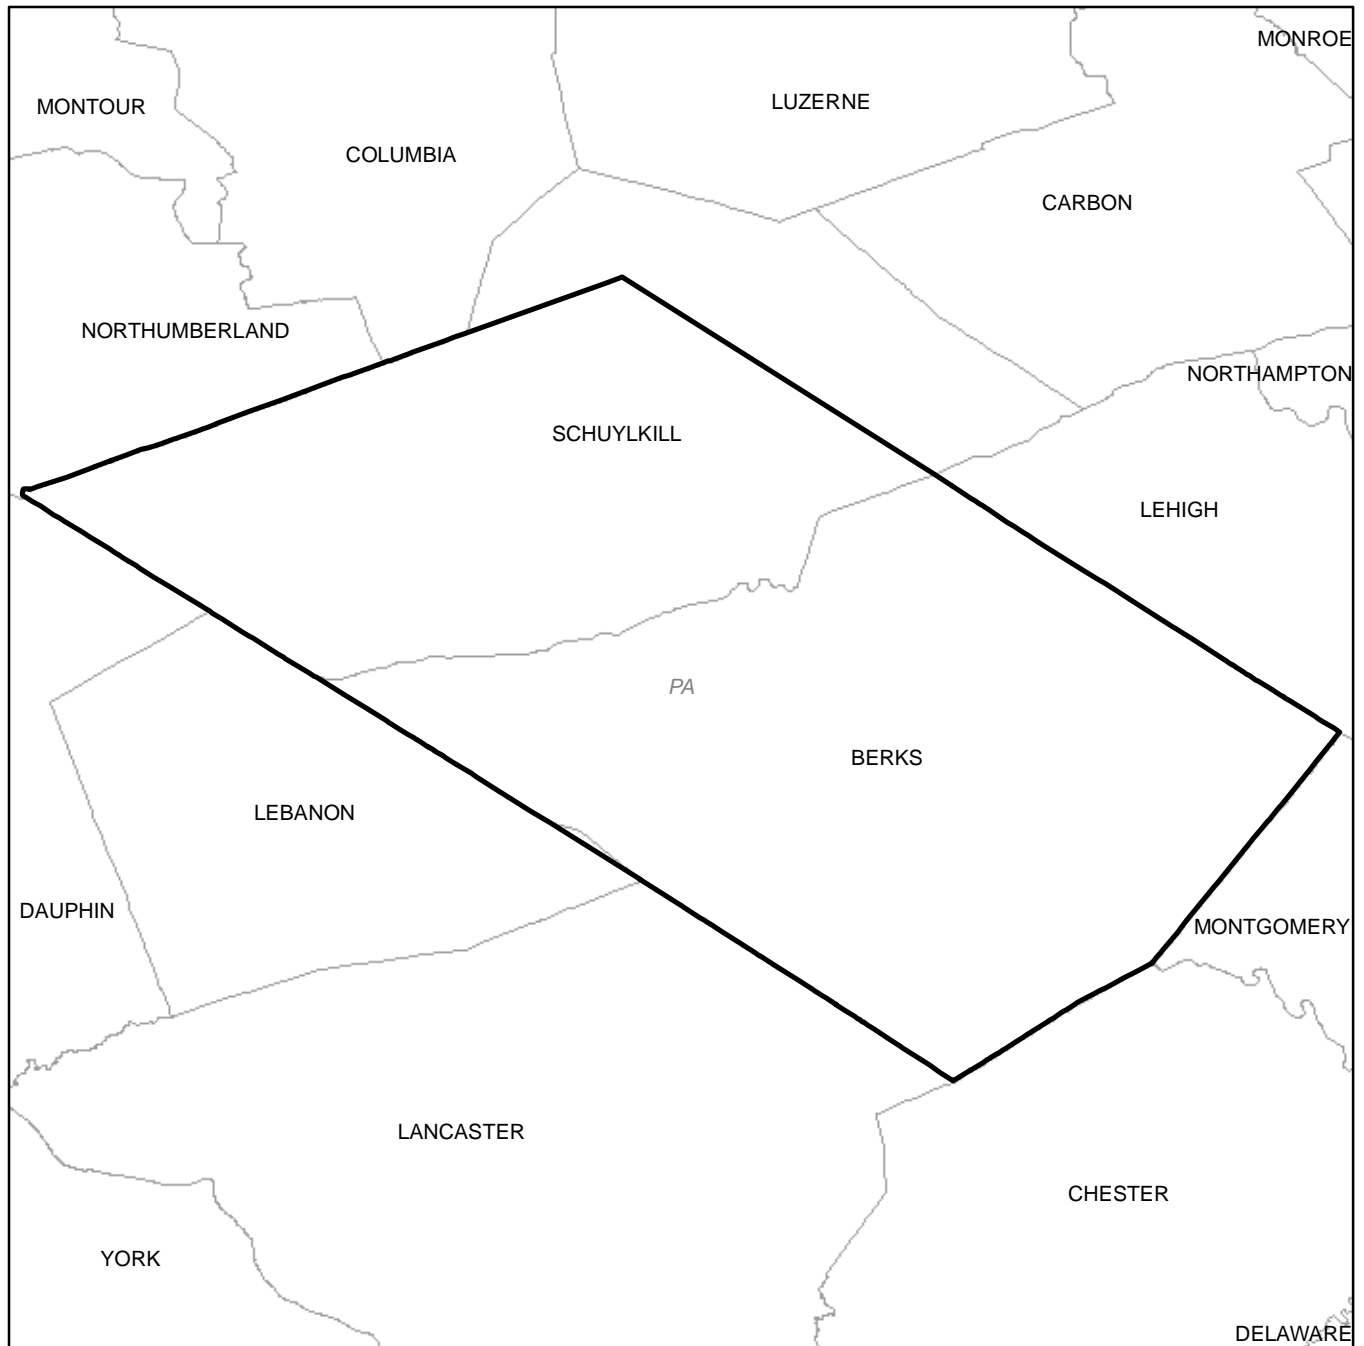 MONROE
MONTOUR
LUZERNE
COLUMBIA
CARBON
NORTHUMBERLAND
NORTHAMPTON
SCHUYLKILL
LEHIGH
PA
BERKS
LEBANON
DAUPHIN
MONTGOMERY
LANCASTER
CHESTER
YORK
DELAWARE